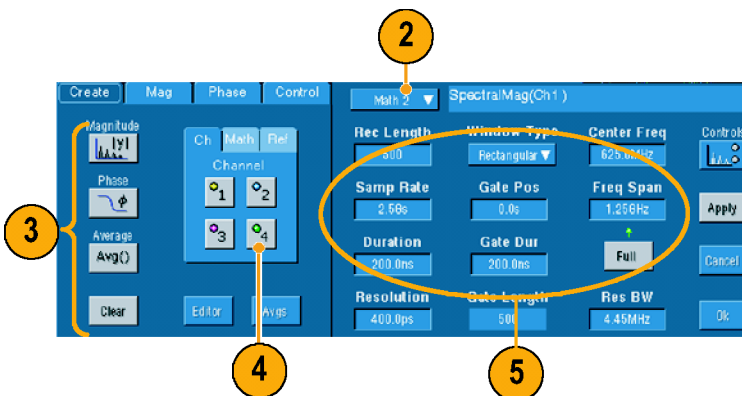 2
Create Mag Phase Control
Math 2 SpectralMag(Ch1 )
Magnitude
|y|
Ch Math Ref
Channel
Rec Length Window Type Center Freq Controls
500 Rectangular 625.0MHz
Phase
φ
1 2
Samp Rate Gate Pos Freq Span
2.5Gs 0.0s 1.25GHz
Apply
3
Average
Avg()
3 4
Duration Gate Dur
200.0ns 200.0ns
Full
Cancel
Clear
Editor Avgs
Resolution Gate Length Res BW
400.0ps 500 4.45MHz
Ok
4
5